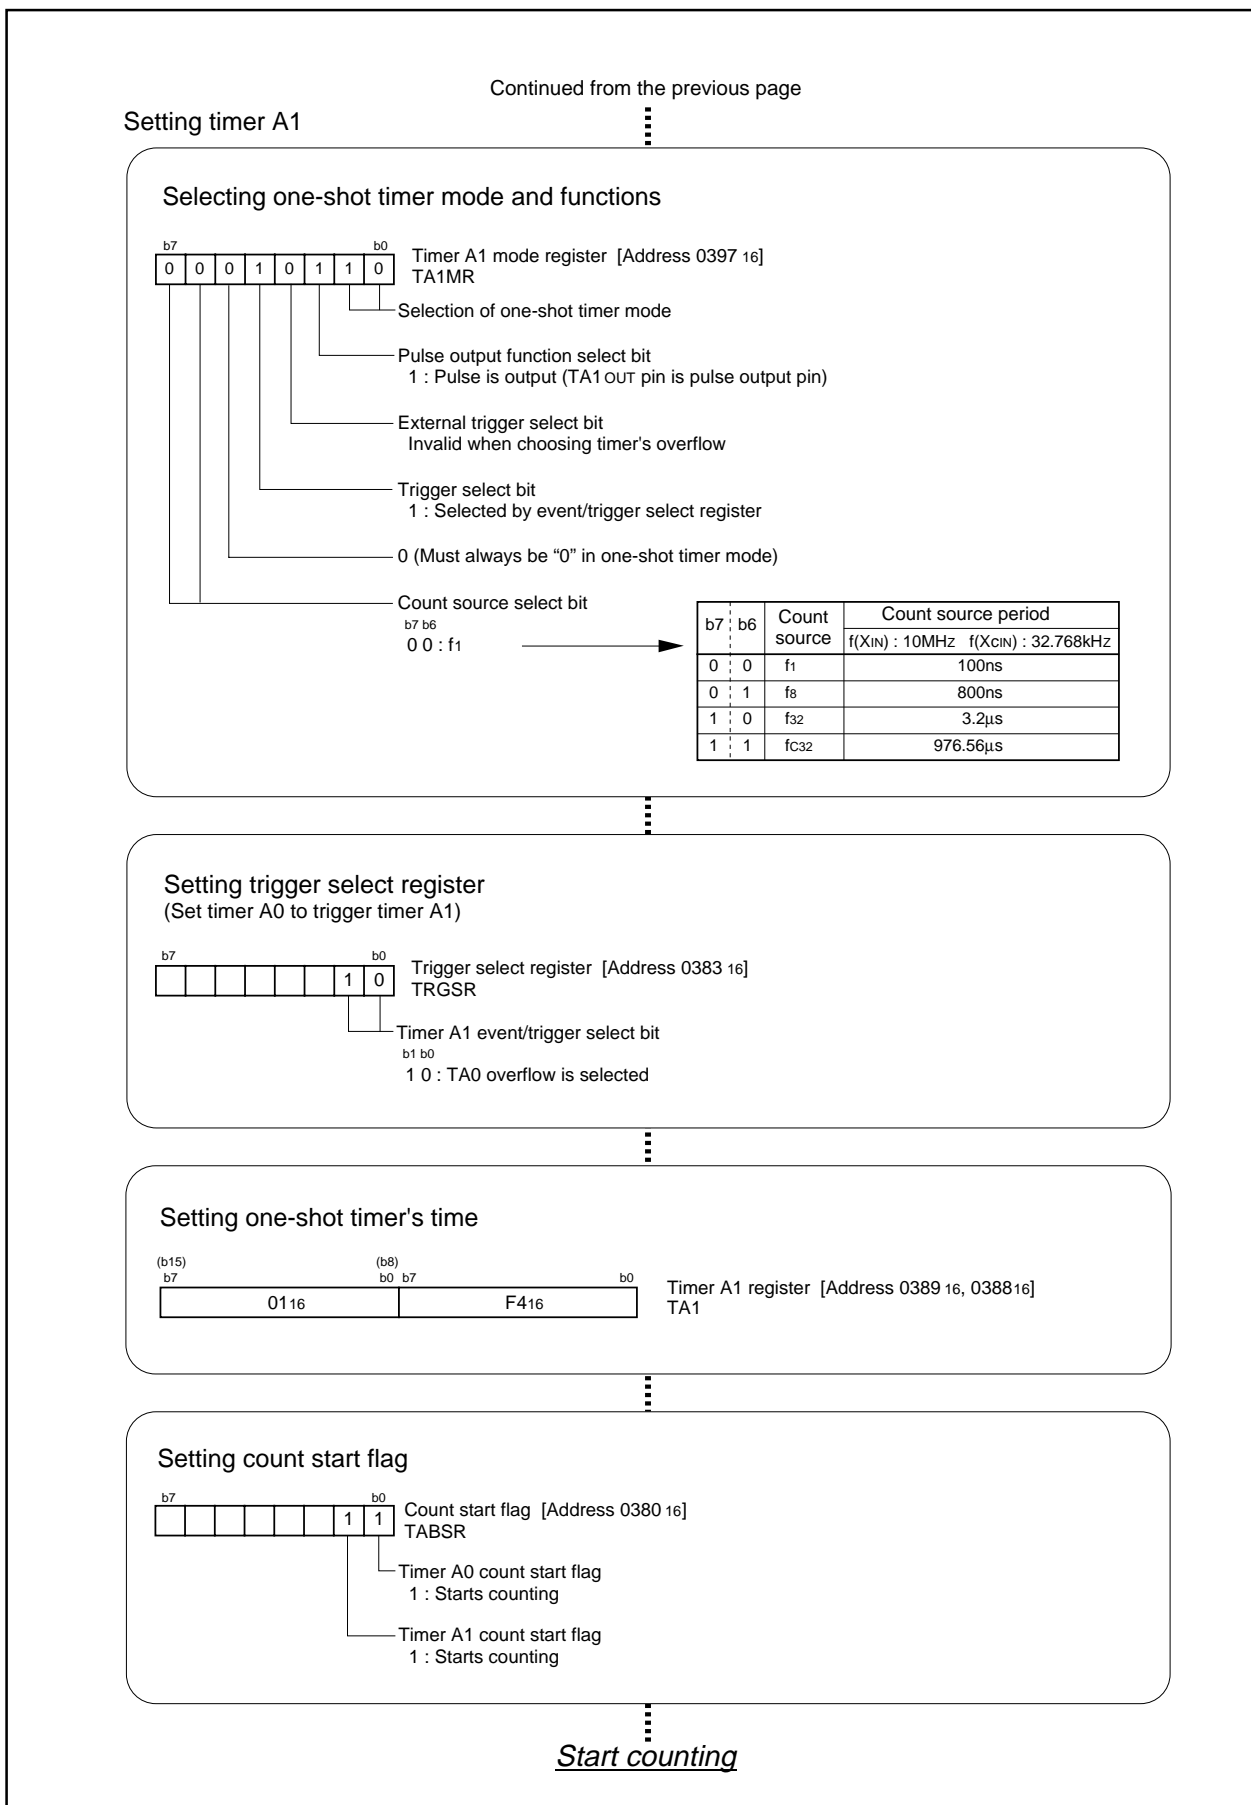 Continued from the previous page
Setting timer A1
Selecting one-shot timer mode and functions
b7 b0
0 0 0 1 0 1 1 0
Timer A1 mode register [Address 0397 16]
TA1MR
Selection of one-shot timer mode
Pulse output function select bit
1 : Pulse is output (TA1OUT pin is pulse output pin)
External trigger select bit
Invalid when choosing timer's overflow
Trigger select bit
1 : Selected by event/trigger select register
0 (Must always be “0” in one-shot timer mode)
Count source select bit
b7 b6
0 0 : f1
b7 b6 Count source Count source period
f(XIN) : 10MHz f(XCIN) : 32.768kHz
0 0 f1 100ns
0 1 f8 800ns
1 0 f32 3.2µs
1 1 fC32 976.56µs
Setting trigger select register
(Set timer A0 to trigger timer A1)
b7 b0
1 0
Trigger select register [Address 0383 16]
TRGSR
Timer A1 event/trigger select bit
b1 b0
1 0 : TA0 overflow is selected
Setting one-shot timer's time
(b15) (b8)
b7 b0 b7 b0
0116 F416
Timer A1 register [Address 0389 16, 038816]
TA1
Setting count start flag
b7 b0
1 1
Count start flag [Address 0380 16]
TABSR
Timer A0 count start flag
1 : Starts counting
Timer A1 count start flag
1 : Starts counting
Start counting